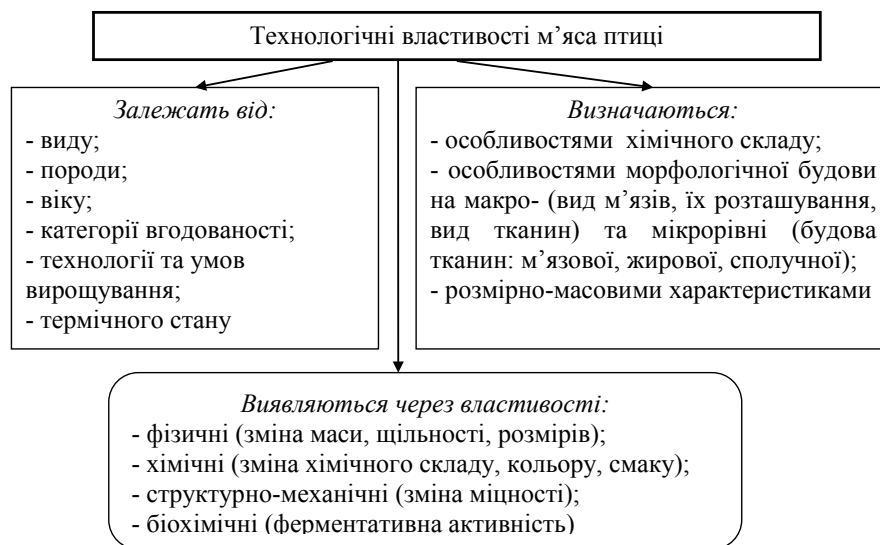 Технологічні властивості м’яса птиці
Залежать від:
- виду;
- породи;
- віку;
- категорії вгодованості;
- технології та умов
вирощування;
- термічного стану
Визначаються:
- особливостями хімічного складу;
- особливостями морфологічної будови
на макро- (вид м’язів, їх розташування,
вид тканин) та мікрорівні (будова
тканин: м’язової, жирової, сполучної);
- розмірно-масовими характеристиками
Виявляються через властивості:
- фізичні (зміна маси, щільності, розмірів);
- хімічні (зміна хімічного складу, кольору, смаку);
- структурно-механічні (зміна міцності);
- біохімічні (ферментативна активність)